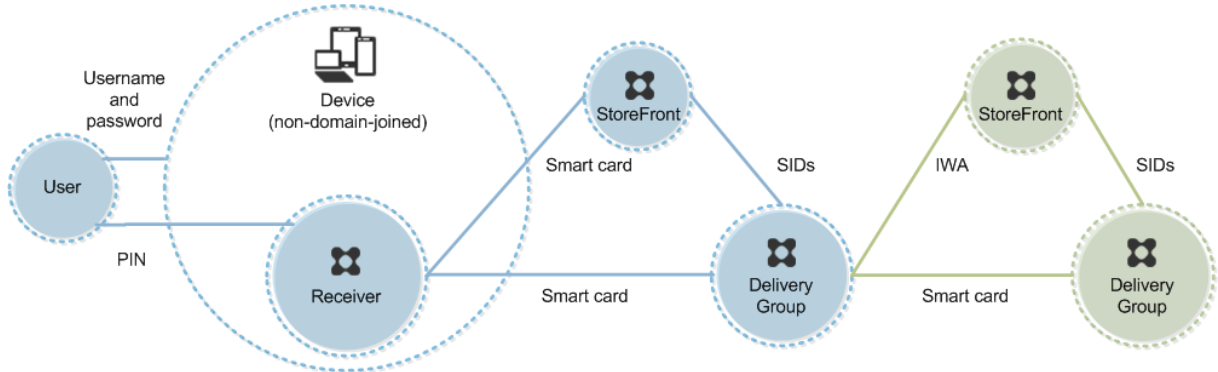 Username
and
password
User
PIN
Device
(non-domain-joined)
Receiver
StoreFront
Smart card
SIDs
Smart card
Delivery
Group
StoreFront
IWA
SIDs
Smart card
Delivery
Group